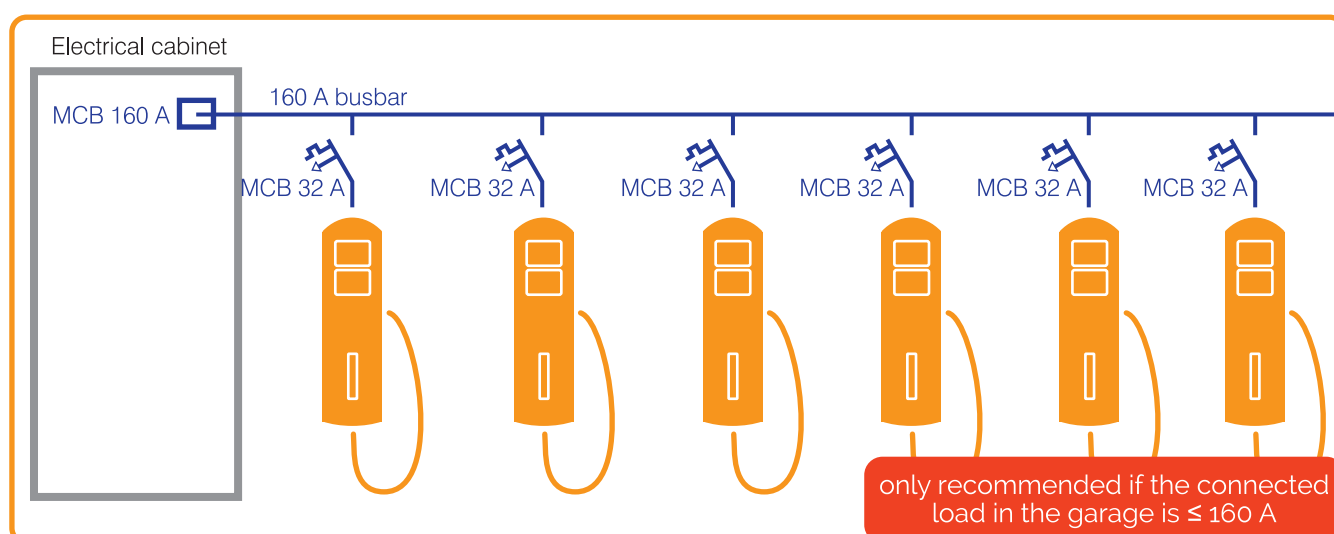 Electrical cabinet
MCB 160 A
160 A busbar
MCB 32 A
MCB 32 A
MCB 32 A
MCB 32 A
MCB 32 A
MCB 32 A
only recommended if the connected
load in the garage is ≤ 160 A